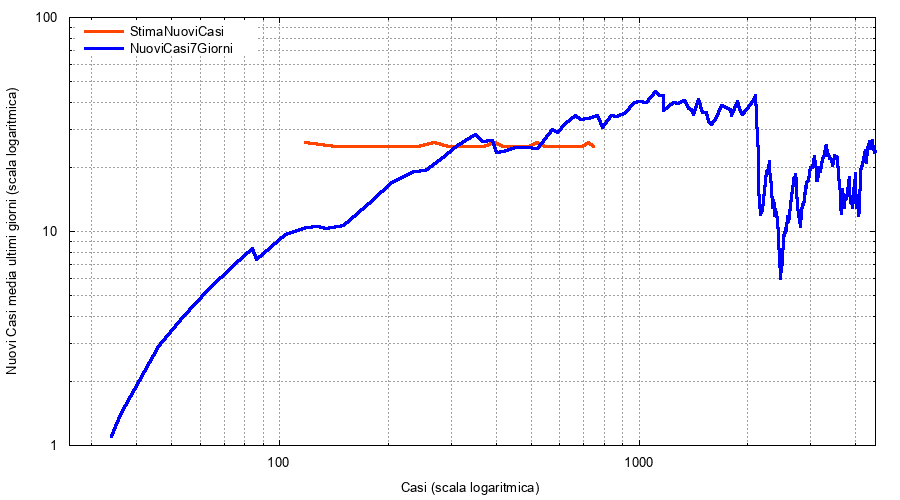 100
StimaNuoviCasi
NuoviCasi7Giorni
Nuovi Casi media ultimi giorni (scala logaritmica)
10
1
100
1000
Casi (scala logaritmica)